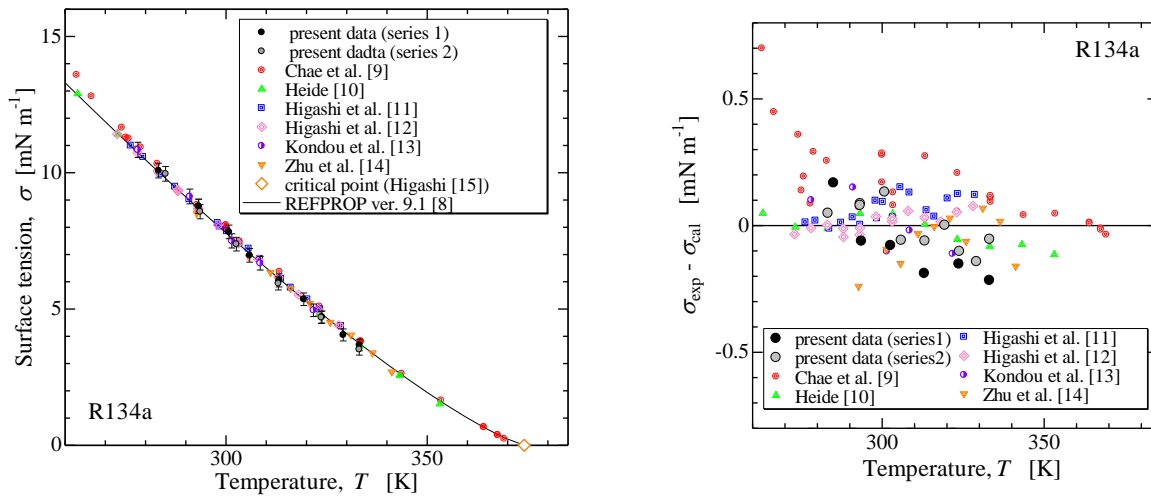 present data (series 1)
present dadta (series 2)
Chae et al. [9]
Heide [10]
Higashi et al. [11]
Higashi et al. [12]
Kondou et al. [13]
Zhu et al. [14]
critical point (Higashi [15])
REFPROP ver. 9.1 [8]
15
10
5
0
Surface tension, σ [mN m⁻¹]
R134a
300
350
Temperature, T [K]
R134a
0.5
0
-0.5
σexp - σcal [mN m⁻¹]
present data (series1)
present data (series2)
Chae et al. [9]
Heide [10]
Higashi et al. [11]
Higashi et al. [12]
Kondou et al. [13]
Zhu et al. [14]
300
350
Temperature, T [K]